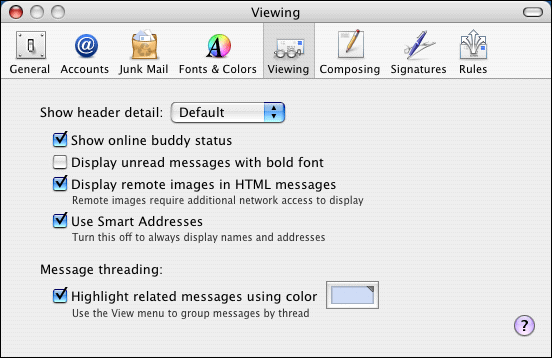 Viewing
General Accounts Junk Mail Fonts & Colors Viewing Composing Signatures Rules
Show header detail: Default
Show online buddy status
Display unread messages with bold font
Display remote images in HTML messages
Remote images require additional network access to display
Use Smart Addresses
Turn this off to always display names and addresses
Message threading:
Highlight related messages using color
Use the View menu to group messages by thread
?